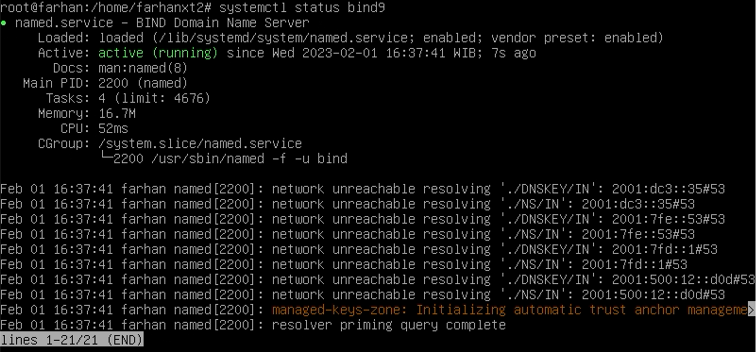 root@farhan:/home/farhanxt2# systemctl status bind9
● named.service - BIND Domain Name Server
Loaded: loaded (/lib/systemd/system/named.service; enabled; vendor preset: enabled)
Active: active (running) since Wed 2023-02-01 16:37:41 WIB; 7s ago
Docs: man:named(8)
Main PID: 2200 (named)
Tasks: 4 (limit: 4676)
Memory: 16.7M
CPU: 52ms
CGroup: /system.slice/named.service
└─2200 /usr/sbin/named -f -u bind

Feb 01 16:37:41 farhan named[2200]: network unreachable resolving './DNSKEY/IN': 2001:dc3::35#53
Feb 01 16:37:41 farhan named[2200]: network unreachable resolving './NS/IN': 2001:dc3::35#53
Feb 01 16:37:41 farhan named[2200]: network unreachable resolving './DNSKEY/IN': 2001:7fe::53#53
Feb 01 16:37:41 farhan named[2200]: network unreachable resolving './NS/IN': 2001:7fe::53#53
Feb 01 16:37:41 farhan named[2200]: network unreachable resolving './DNSKEY/IN': 2001:7fd::1#53
Feb 01 16:37:41 farhan named[2200]: network unreachable resolving './NS/IN': 2001:7fd::1#53
Feb 01 16:37:41 farhan named[2200]: network unreachable resolving './DNSKEY/IN': 2001:500:12::d0d#53
Feb 01 16:37:41 farhan named[2200]: network unreachable resolving './NS/IN': 2001:500:12::d0d#53
Feb 01 16:37:41 farhan named[2200]: managed-keys-zone: Initializing automatic trust anchor manageme>
Feb 01 16:37:41 farhan named[2200]: resolver priming query complete
lines 1-21/21 (END)